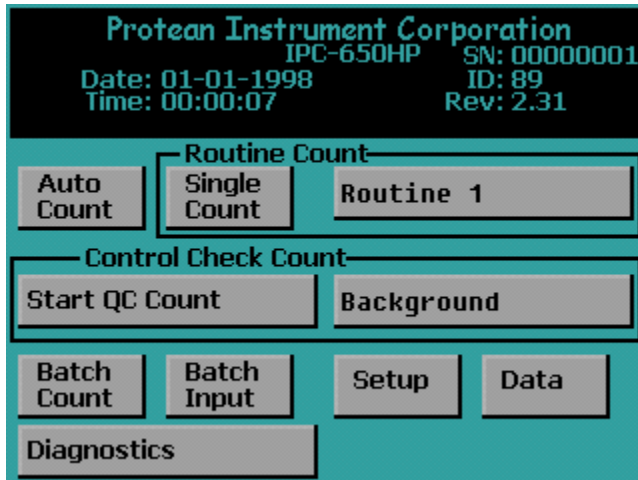 Protean Instrument Corporation
IPC-650HP SN: 00000001
Date: 01-01-1998 ID: 89
Time: 00:00:07 Rev: 2.31
Routine Count
Auto Count
Single Count
Routine 1
Control Check Count
Start QC Count
Background
Batch Count
Batch Input
Setup
Data
Diagnostics